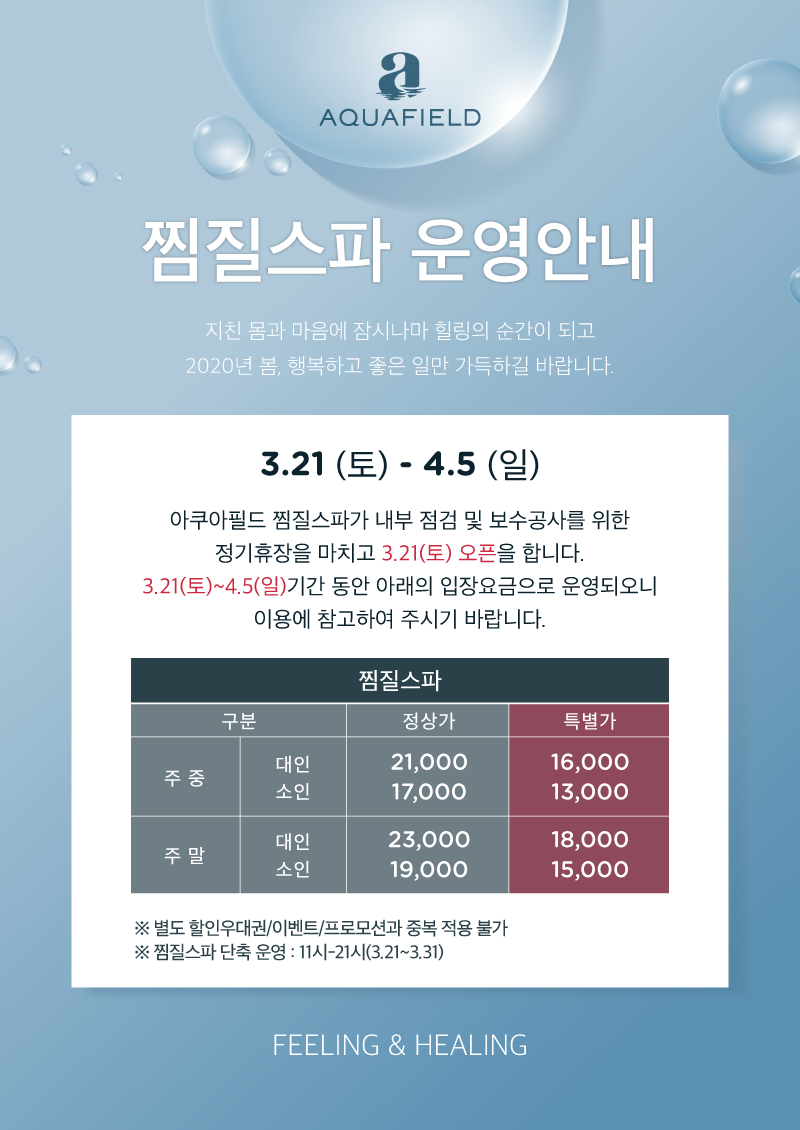 a
AQUAFIELD
찜질스파 운영안내
지친 몸과 마음에 잠시나마 힐링의 순간이 되고
2020년 봄, 행복하고 좋은 일만 가득하길 바랍니다.
3.21 (토) - 4.5 (일)
아쿠아필드 찜질스파가 내부 점검 및 보수공사를 위한
정기휴장을 마치고 3.21(토) 오픈을 합니다.
3.21(토)~4.5(일)기간 동안 아래의 입장요금으로 운영되오니
이용에 참고하여 주시기 바랍니다.
찜질스파
구분 정상가 특별가
주 중 대인 21,000 16,000
소인 17,000 13,000
주 말 대인 23,000 18,000
소인 19,000 15,000
※ 별도 할인우대권/이벤트/프로모션과 중복 적용 불가
※ 찜질스파 단축 운영 : 11시-21시(3.21~3.31)
FEELING & HEALING